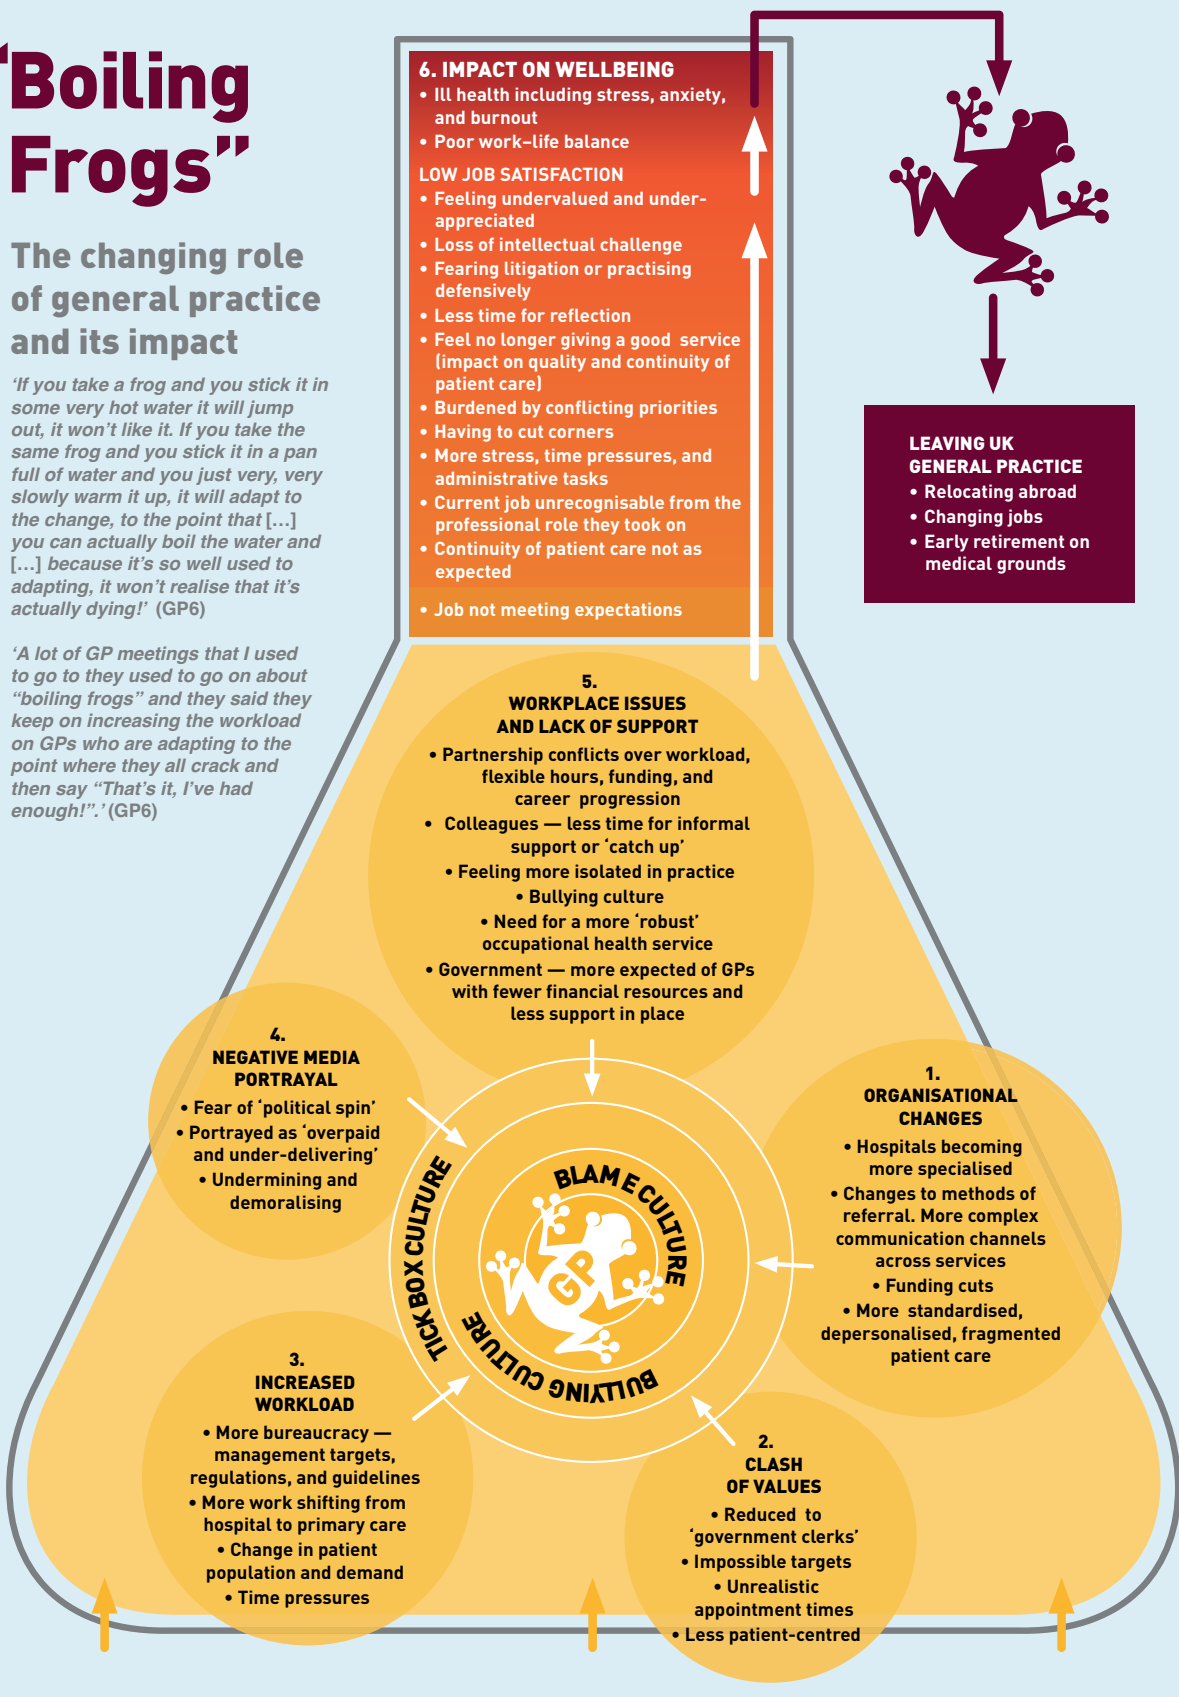 “Boiling
Frogs”
The changing role
of general practice
and its impact
‘If you take a frog and you stick it in
some very hot water it will jump
out, it won’t like it. If you take the
same frog and you stick it in a pan
full of water and you just very, very
slowly warm it up, it will adapt to
the change, to the point that [...]
you can actually boil the water and
[...] because it’s so well used to
adapting, it won’t realise that it’s
actually dying!’ (GP6)
‘A lot of GP meetings that I used
to go to they used to go on about
“boiling frogs” and they said they
keep on increasing the workload
on GPs who are adapting to the
point where they all crack and
then say “That’s it, I’ve had
enough!”.’ (GP6)
6. IMPACT ON WELLBEING
• Ill health including stress, anxiety,
and burnout
• Poor work–life balance
LOW JOB SATISFACTION
• Feeling undervalued and under-
appreciated
• Loss of intellectual challenge
• Fearing litigation or practising
defensively
• Less time for reflection
• Feel no longer giving a good service
(impact on quality and continuity of
patient care)
• Burdened by conflicting priorities
• Having to cut corners
• More stress, time pressures, and
administrative tasks
• Current job unrecognisable from the
professional role they took on
• Continuity of patient care not as
expected
• Job not meeting expectations
LEAVING UK
GENERAL PRACTICE
• Relocating abroad
• Changing jobs
• Early retirement on
medical grounds
5.
WORKPLACE ISSUES
AND LACK OF SUPPORT
• Partnership conflicts over workload,
flexible hours, funding, and
career progression
• Colleagues — less time for informal
support or ‘catch up’
• Feeling more isolated in practice
• Bullying culture
• Need for a more ‘robust’
occupational health service
• Government — more expected of GPs
with fewer financial resources and
less support in place
4.
NEGATIVE MEDIA
PORTRAYAL
• Fear of ‘political spin’
• Portrayed as ‘overpaid
and under-delivering’
• Undermining and
demoralising
1.
ORGANISATIONAL
CHANGES
• Hospitals becoming
more specialised
• Changes to methods of
referral. More complex
communication channels
across services
• Funding cuts
• More standardised,
depersonalised, fragmented
patient care
TICK BOX CULTURE
BLAME CULTURE
GP
BULLYING CULTURE
3.
INCREASED
WORKLOAD
• More bureaucracy —
management targets,
regulations, and guidelines
• More work shifting from
hospital to primary care
• Change in patient
population and demand
• Time pressures
2.
CLASH
OF VALUES
• Reduced to
‘government clerks’
• Impossible targets
• Unrealistic
appointment times
• Less patient-centred